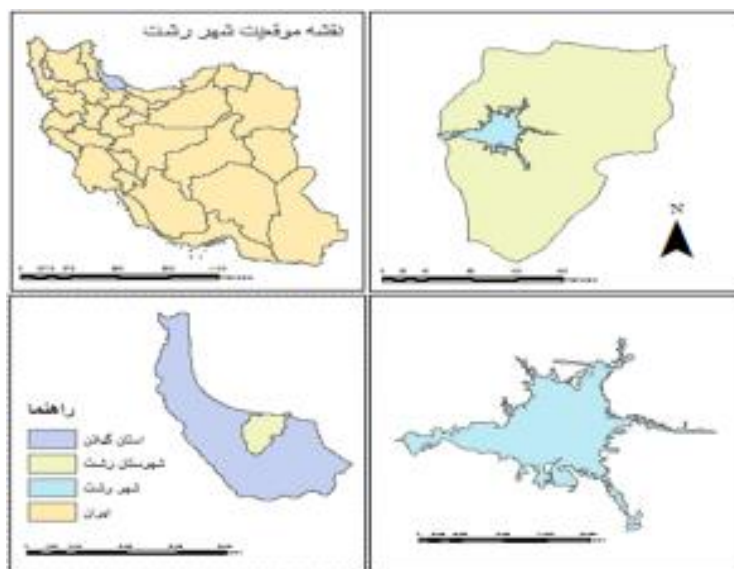 نقشه موقعیت شهر رشت
N
راهنما
استان گیلان
شهرستان رشت
شهر رشت
ایران